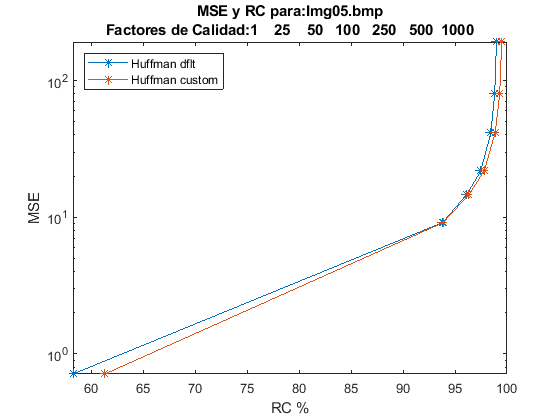 MSE y RC para:Img05.bmp
Factores de Calidad:1 25 50 100 250 500 1000
Huffman dflt
Huffman custom
10^2
10^1
10^0
MSE
60 65 70 75 80 85 90 95 100
RC %